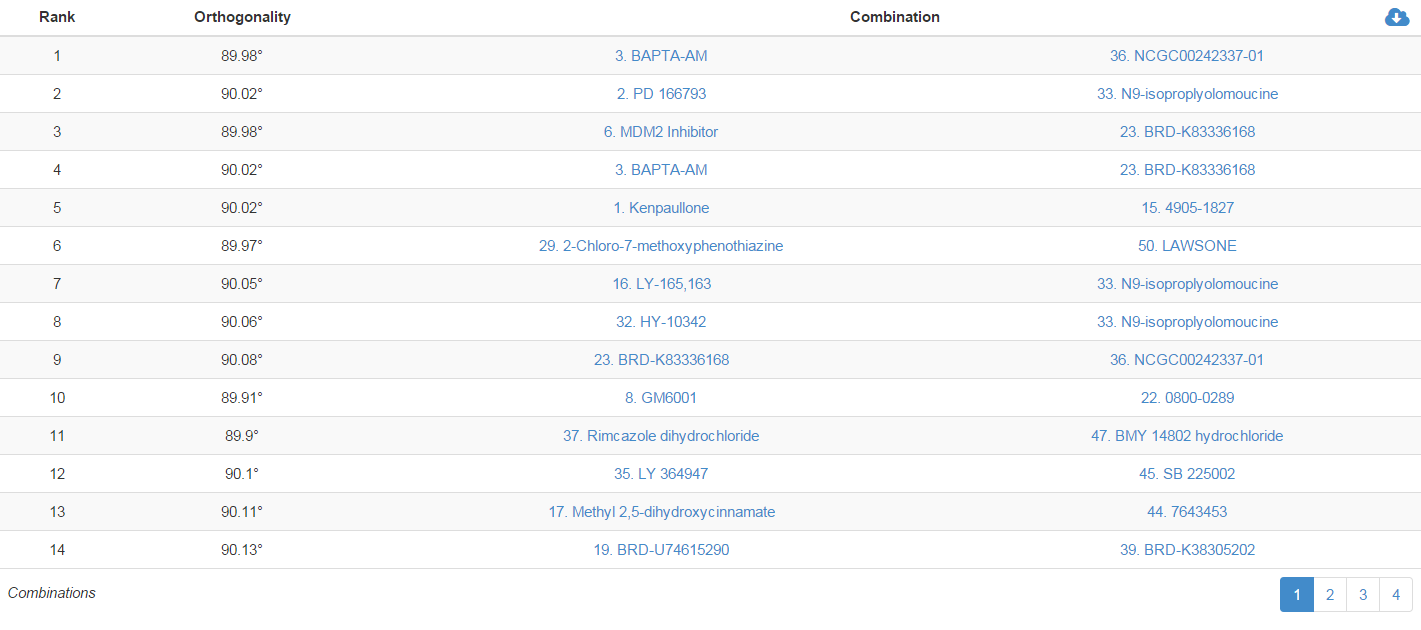 Rank Orthogonality Combination
1 89.98° 3. BAPTA-AM 36. NCGC00242337-01
2 90.02° 2. PD 166793 33. N9-isoproplyolomoucine
3 89.98° 6. MDM2 Inhibitor 23. BRD-K83336168
4 90.02° 3. BAPTA-AM 23. BRD-K83336168
5 90.02° 1. Kenpaullone 15. 4905-1827
6 89.97° 29. 2-Chloro-7-methoxyphenothiazine 50. LAWSONE
7 90.05° 16. LY-165,163 33. N9-isoproplyolomoucine
8 90.06° 32. HY-10342 33. N9-isoproplyolomoucine
9 90.08° 23. BRD-K83336168 36. NCGC00242337-01
10 89.91° 8. GM6001 22. 0800-0289
11 89.9° 37. Rimcazole dihydrochloride 47. BMY 14802 hydrochloride
12 90.1° 35. LY 364947 45. SB 225002
13 90.11° 17. Methyl 2,5-dihydroxycinnamate 44. 7643453
14 90.13° 19. BRD-U74615290 39. BRD-K38305202
Combinations 1 2 3 4